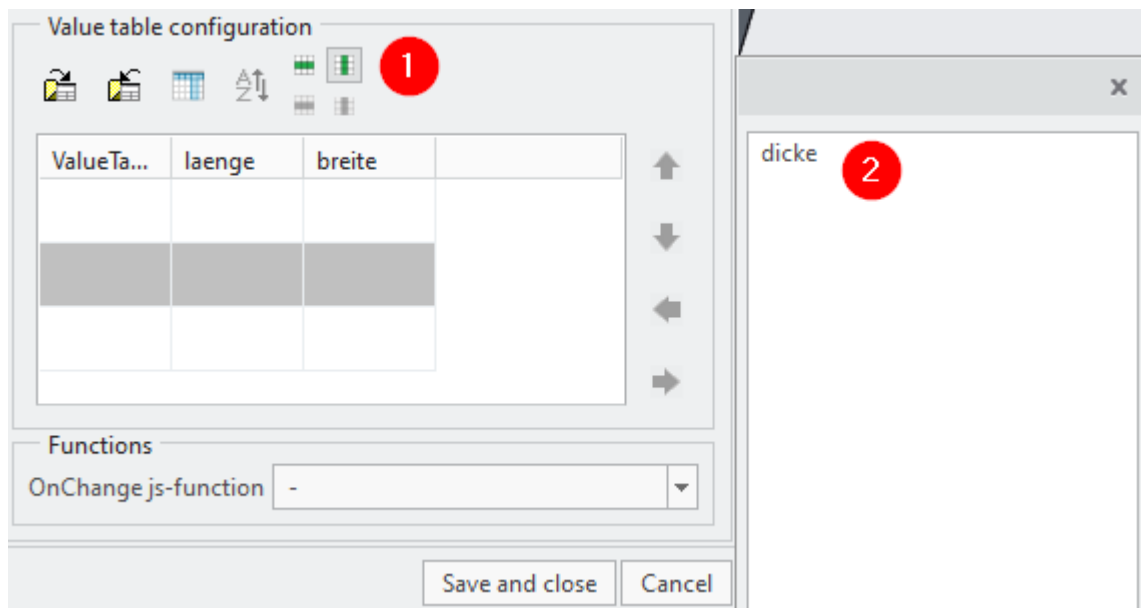 Value table configuration
1
x
A
Z
ValueTa... laenge breite
dicke
2
Functions
OnChange js-function -
Save and close Cancel